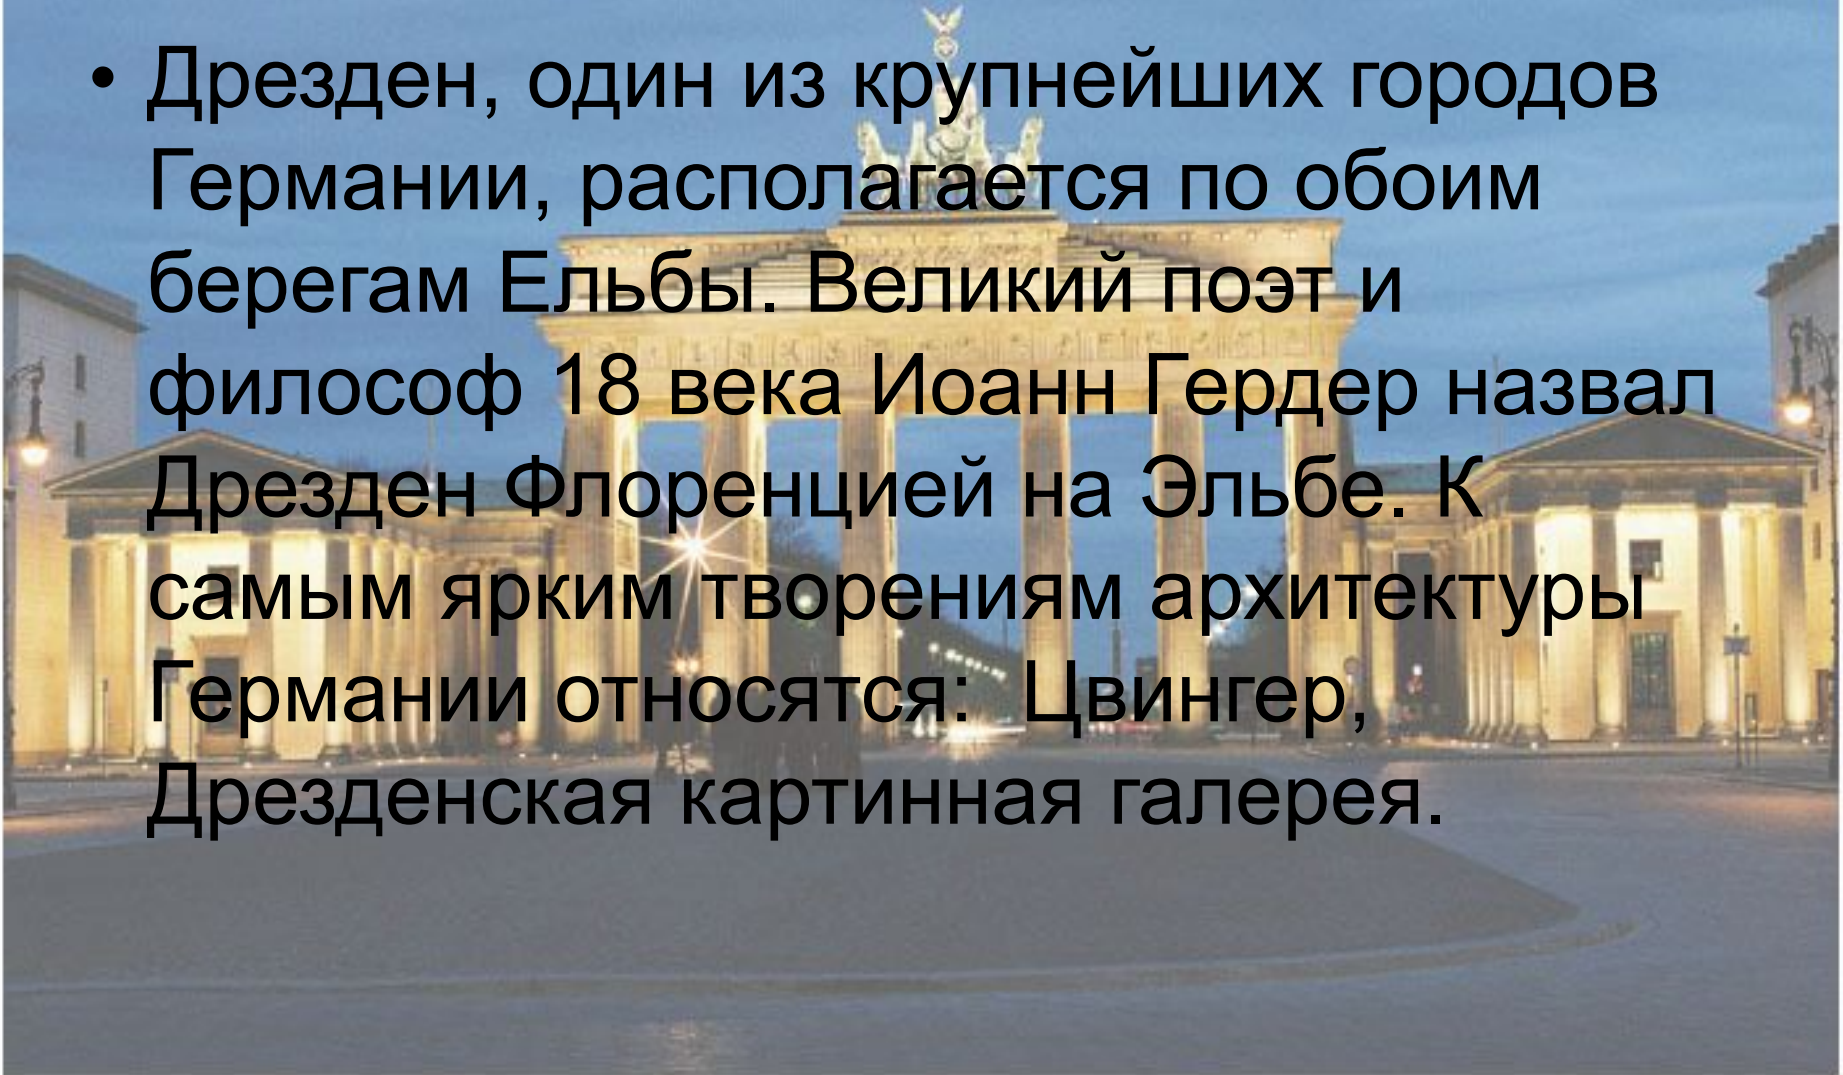 • Дрезден, один из крупнейших городов
Германии, располагается по обоим
берегам Ельбы. Великий поэт и
философ 18 века Иоанн Гердер назвал
Дрезден Флоренцией на Эльбе. К
самым ярким творениям архитектуры
Германии относятся:  Цвингер,
Дрезденская картинная галерея.